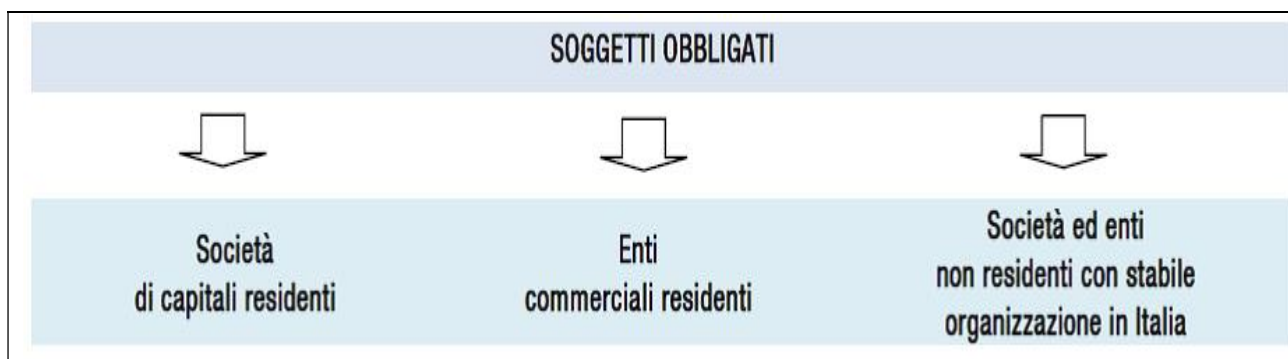 SOGGETTI OBBLIGATI
Società
di capitali residenti
Enti
commerciali residenti
Società ed enti
non residenti con stabile
organizzazione in Italia